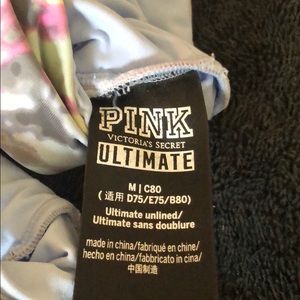 PINK
VICTORIA'S SECRET
ULTIMATE
M | C80
(适用 D75/E75/B80)
Ultimate unlined/
Ultimate sans doublure
made in china/fabriqué en chine/
hecho en china/fabbricato in cina/
中国制造